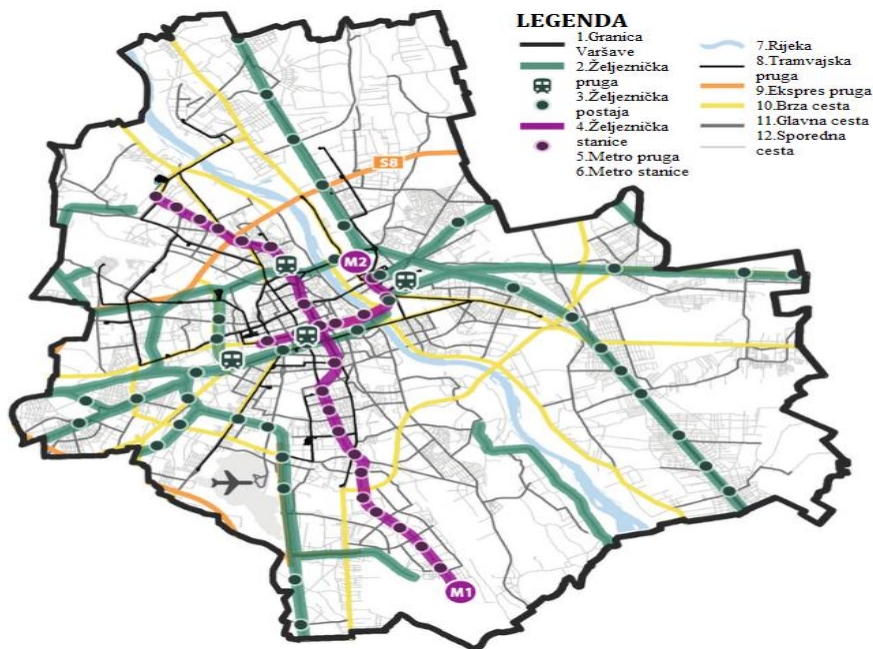 LEGENDA
1.Granica
Varšave
2.Željeznička
pruga
3.Željeznička
postaja
4.Željeznička
stanice
5.Metro pruga
6.Metro stanice
7.Rijeka
8.Tramvajska
pruga
9.Ekspres pruga
10.Brza cesta
11.Glavna cesta
12.Sporedna
cesta
S8
M2
M1